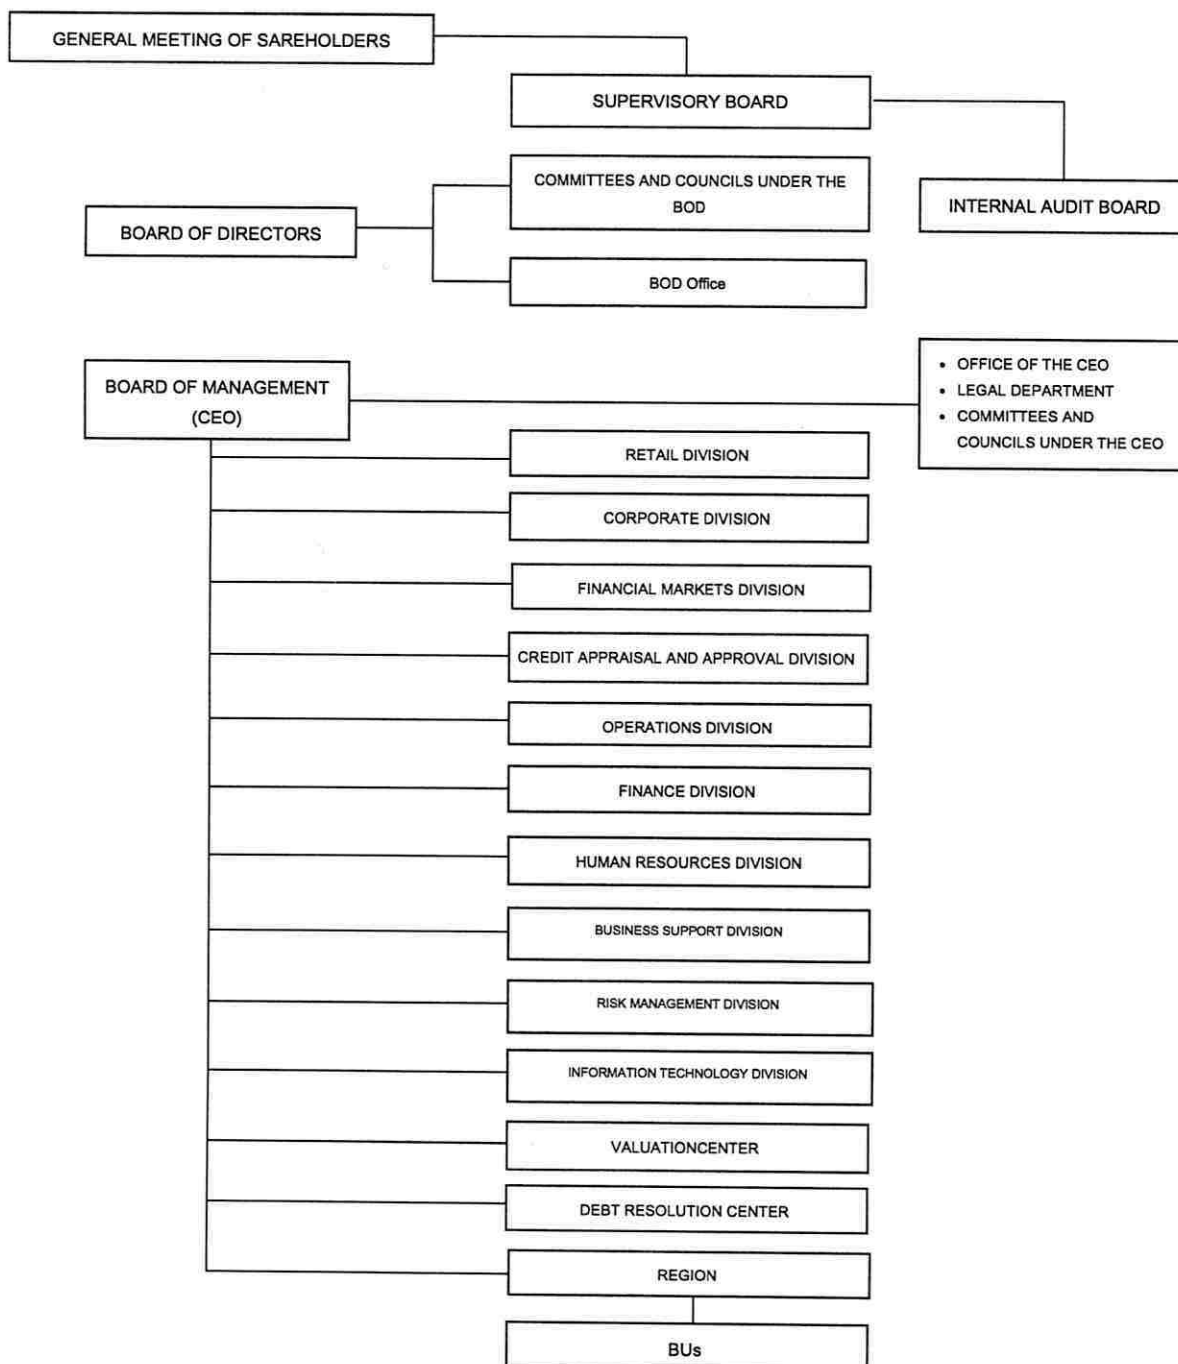 GENERAL MEETING OF SAREHOLDERS
SUPERVISORY BOARD
COMMITTEES AND COUNCILS UNDER THE
BOD
INTERNAL AUDIT BOARD
BOARD OF DIRECTORS
BOD Office
BOARD OF MANAGEMENT
(CEO)
• OFFICE OF THE CEO
• LEGAL DEPARTMENT
• COMMITTEES AND
COUNCILS UNDER THE CEO
RETAIL DIVISION
CORPORATE DIVISION
FINANCIAL MARKETS DIVISION
CREDIT APPRAISAL AND APPROVAL DIVISION
OPERATIONS DIVISION
FINANCE DIVISION
HUMAN RESOURCES DIVISION
BUSINESS SUPPORT DIVISION
RISK MANAGEMENT DIVISION
INFORMATION TECHNOLOGY DIVISION
VALUATIONCENTER
DEBT RESOLUTION CENTER
REGION
BUs